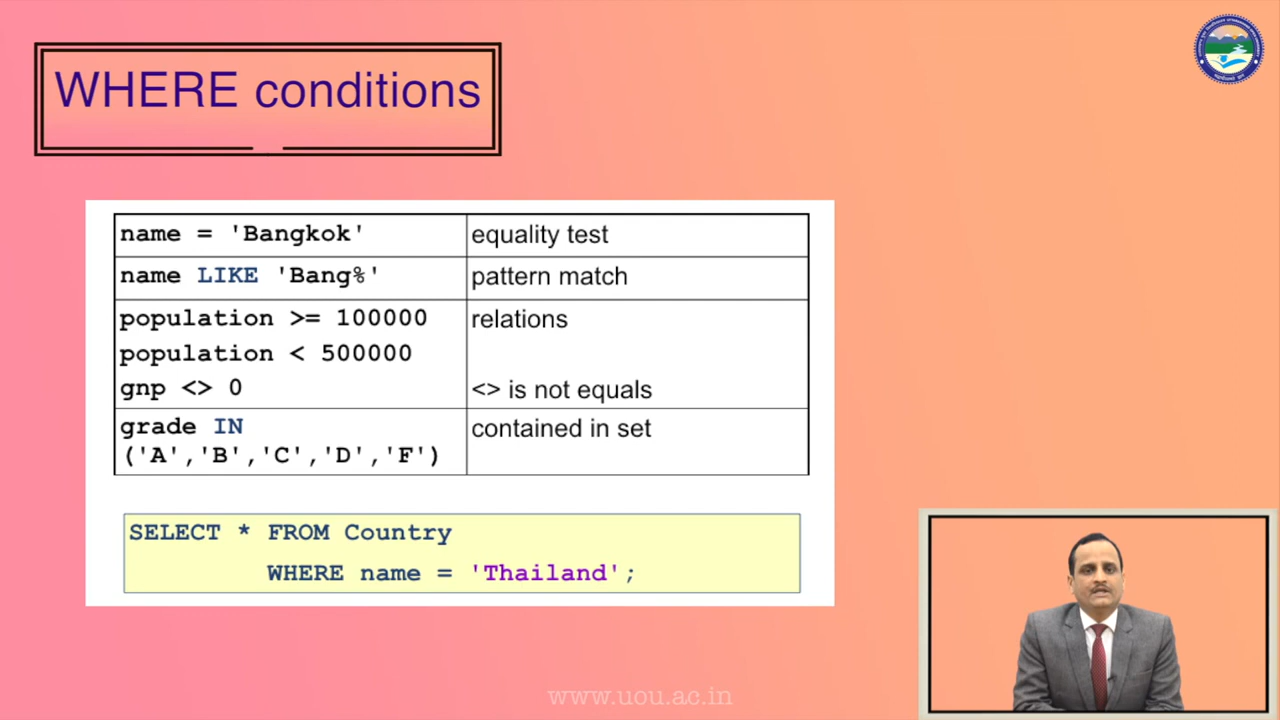 WHERE conditions
name = 'Bangkok' equality test
name LIKE 'Bang%' pattern match
population >= 100000 relations
population < 500000
gnp <> 0 <> is not equals
grade IN contained in set
('A','B','C','D','F')
SELECT * FROM Country
WHERE name = 'Thailand';
www.uou.ac.in